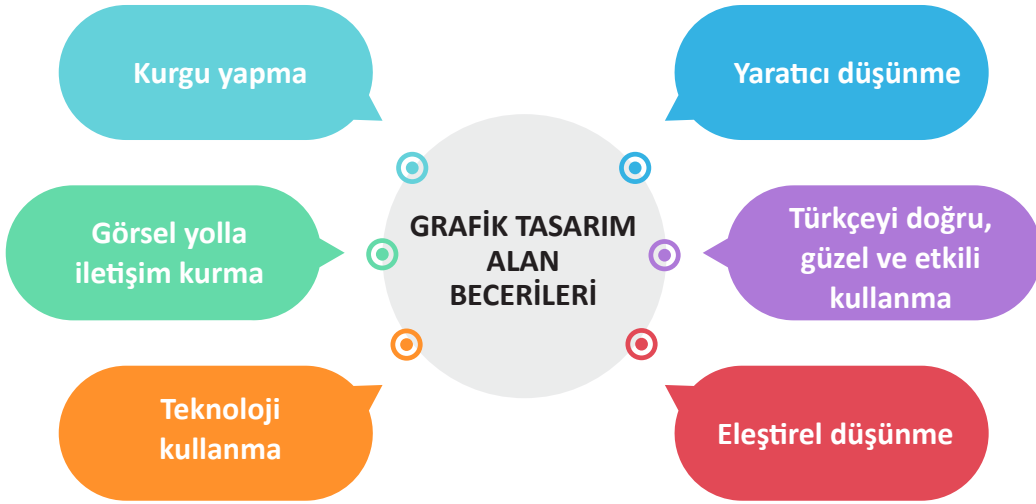 Kurgu yapma
Yaratıcı düşünme
Görsel yolla
iletişim kurma
GRAFİK TASARIM
ALAN
BECERİLERİ
Türkçeyi doğru,
güzel ve etkili
kullanma
Teknoloji
kullanma
Eleştirel düşünme